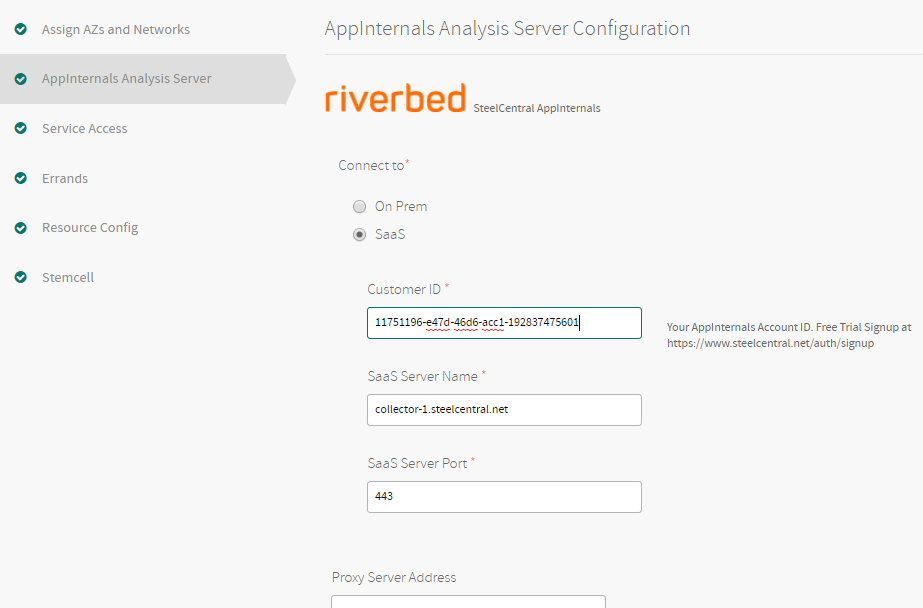 Assign AZs and Networks
AppInternals Analysis Server
Service Access
Errands
Resource Config
Stemcell
AppInternals Analysis Server Configuration
riverbed SteelCentral AppInternals
Connect to*
On Prem
SaaS
Customer ID *
11751196-e47d-46d6-acc1-192837475601
Your AppInternals Account ID. Free Trial Signup at
https://www.steelcentral.net/auth/signup
SaaS Server Name *
collector-1.steelcentral.net
SaaS Server Port *
443
Proxy Server Address